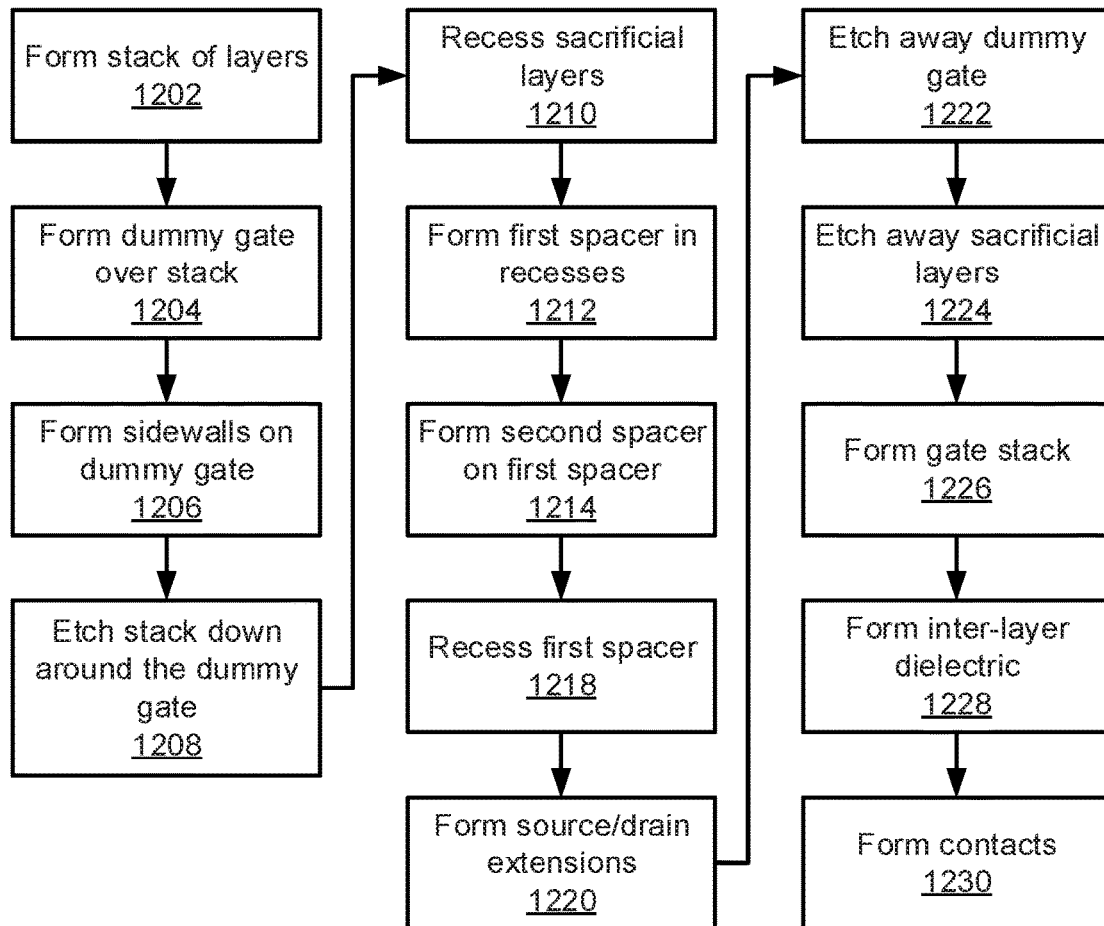 Form stack of layers
1202
Form dummy gate
over stack
1204
Form sidewalls on
dummy gate
1206
Etch stack down
around the dummy
gate
1208
Recess sacrificial
layers
1210
Form first spacer in
recesses
1212
Form second spacer
on first spacer
1214
Recess first spacer
1218
Form source/drain
extensions
1220
Etch away dummy
gate
1222
Etch away sacrificial
layers
1224
Form gate stack
1226
Form inter-layer
dielectric
1228
Form contacts
1230